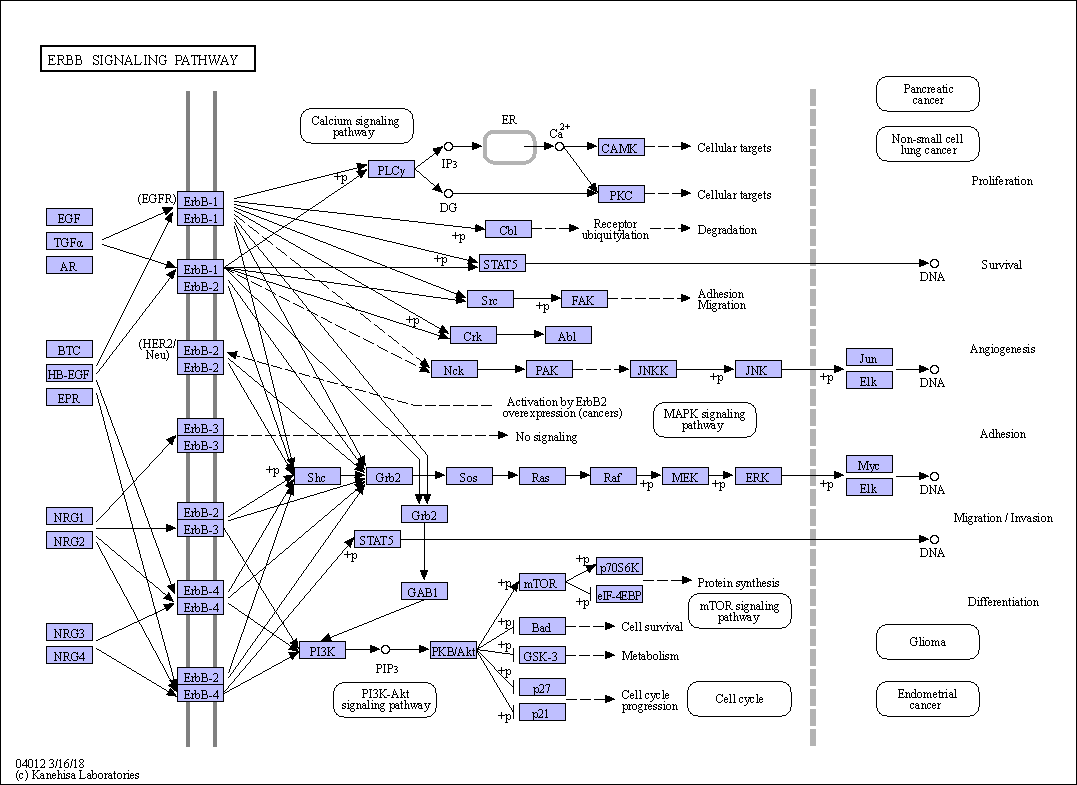 ERBB SIGNALING PATHWAY
Calcium signaling
pathway
ER
Ca2+
IP3
DG
PLCγ
+p
CAMK
Cellular targets
PKC
Cellular targets
Pancreatic
cancer
Non-small cell
lung cancer
Proliferation
(EGFR)
ErbB-1
ErbB-1
EGF
TGFα
AR
Cbl
+p
Receptor
ubiquitylation
Degradation
ErbB-1
ErbB-2
+p
STAT5
DNA
Survival
Src
+p
FAK
Adhesion
Migration
+p
Crk
Abl
(HER2/
Neu)
ErbB-2
ErbB-2
BTC
HB-EGF
EPR
Nck
PAK
JNKK
+p
JNK
+p
Jun
Elk
DNA
Angiogenesis
Activation by ErbB2
overexpression (cancers)
MAPK signaling
pathway
ErbB-3
ErbB-3
No signaling
Adhesion
+p
Shc
Grb2
Sos
Ras
Raf
+p
MEK
+p
ERK
+p
Myc
Elk
DNA
NRG1
NRG2
ErbB-2
ErbB-3
Grb2
Migration / Invasion
STAT5
+p
DNA
ErbB-4
ErbB-4
GAB1
+p
mTOR
+p
p70S6K
+p
eIF-4EBP
Protein synthesis
mTOR signaling
pathway
Differentiation
NRG3
NRG4
+p
Bad
Cell survival
Glioma
PI3K
PIP3
PKB/Akt
+p
GSK-3
Metabolism
ErbB-2
ErbB-4
PI3K-Akt
signaling pathway
+p
p27
+p
p21
Cell cycle
progression
Cell cycle
Endometrial
cancer
04012 3/16/18
(c) Kanehisa Laboratories